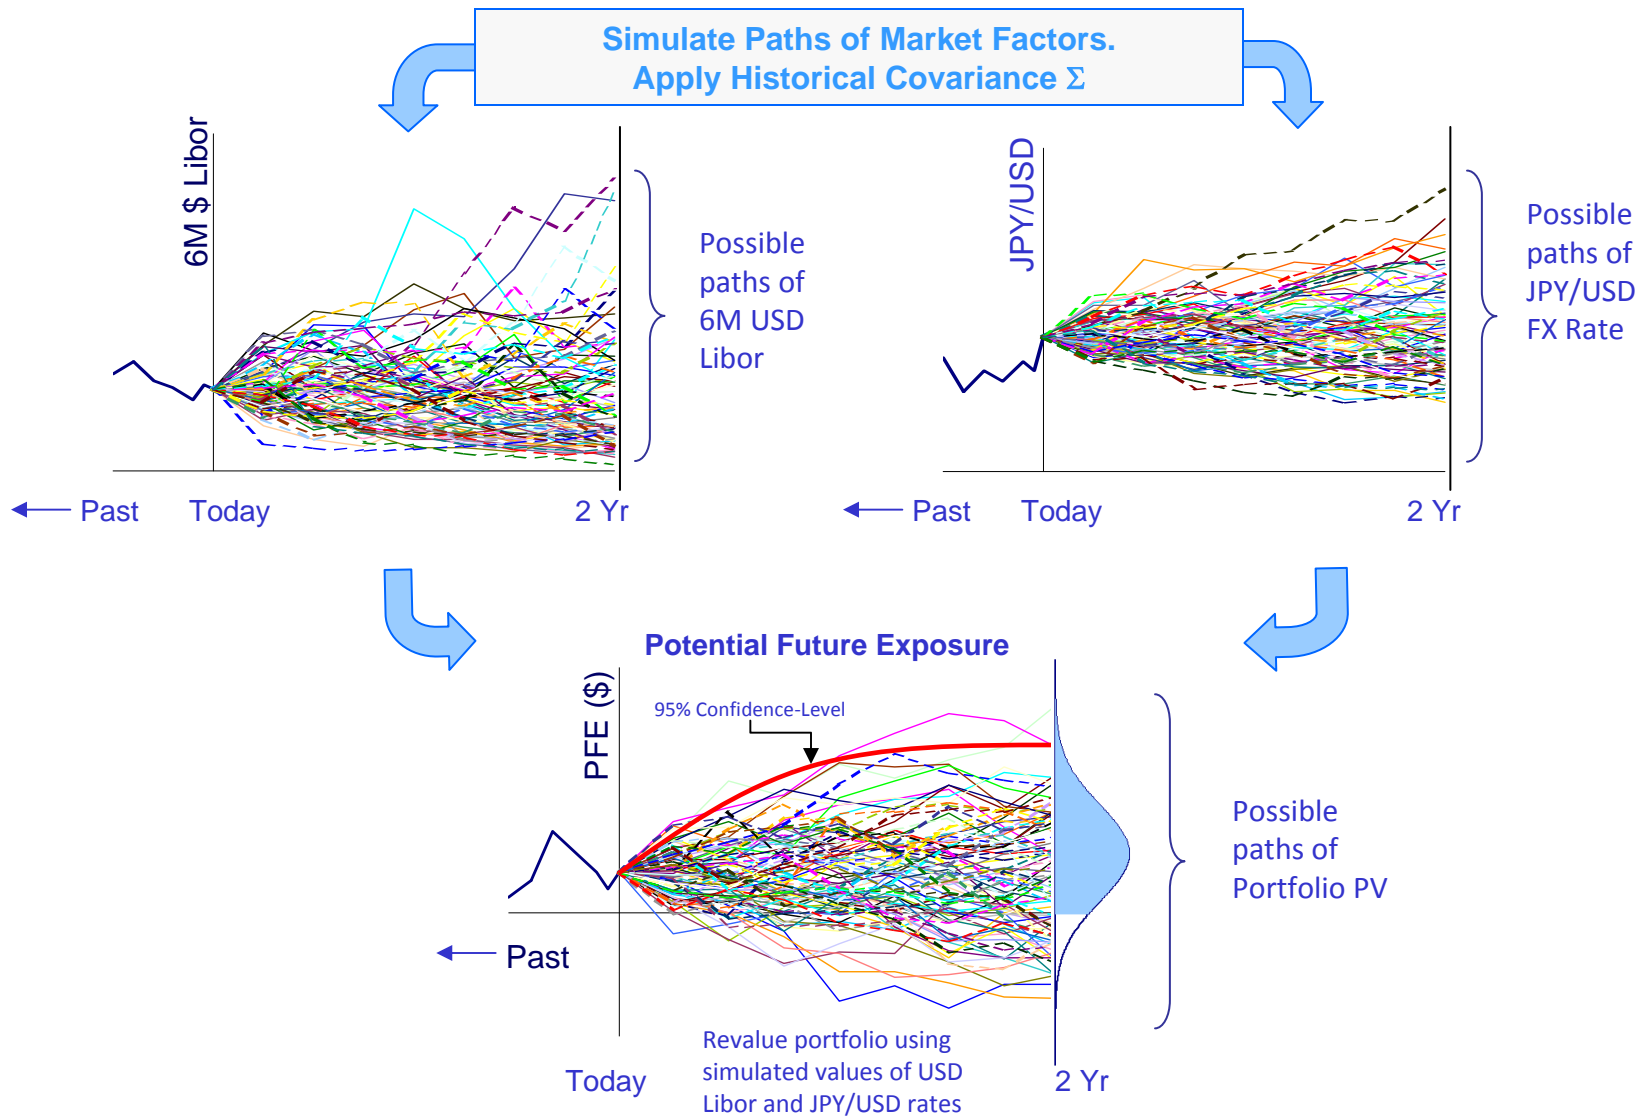 Simulate Paths of Market Factors.
Apply Historical Covariance Σ
6M $ Libor
Possible
paths of
6M USD
Libor
Past
Today
2 Yr
JPY/USD
Possible
paths of
JPY/USD
FX Rate
Past
Today
2 Yr
Potential Future Exposure
PFE ($)
95% Confidence-Level
Possible
paths of
Portfolio PV
Past
Today
Revalue portfolio using
simulated values of USD
Libor and JPY/USD rates
2 Yr